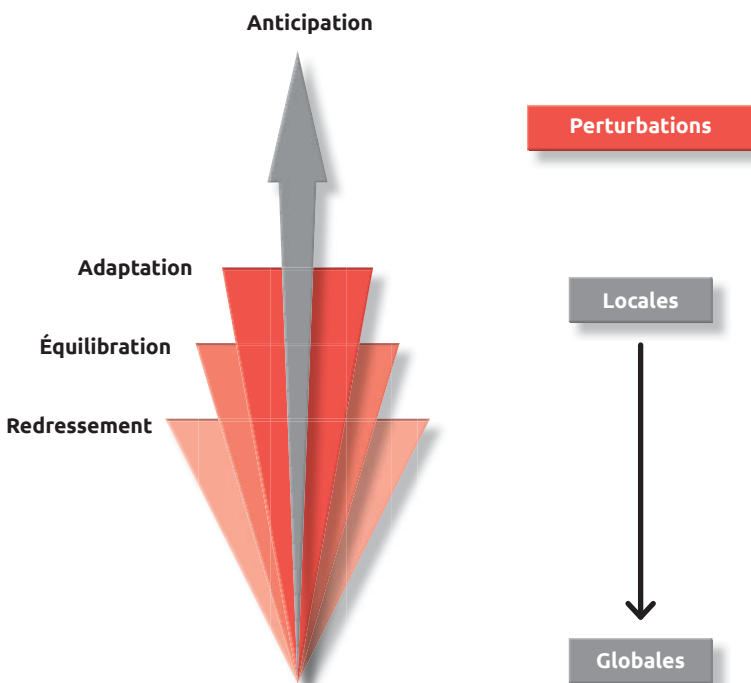 Anticipation
Perturbations
Adaptation
Locales
Équilibration
Redressement
Globales